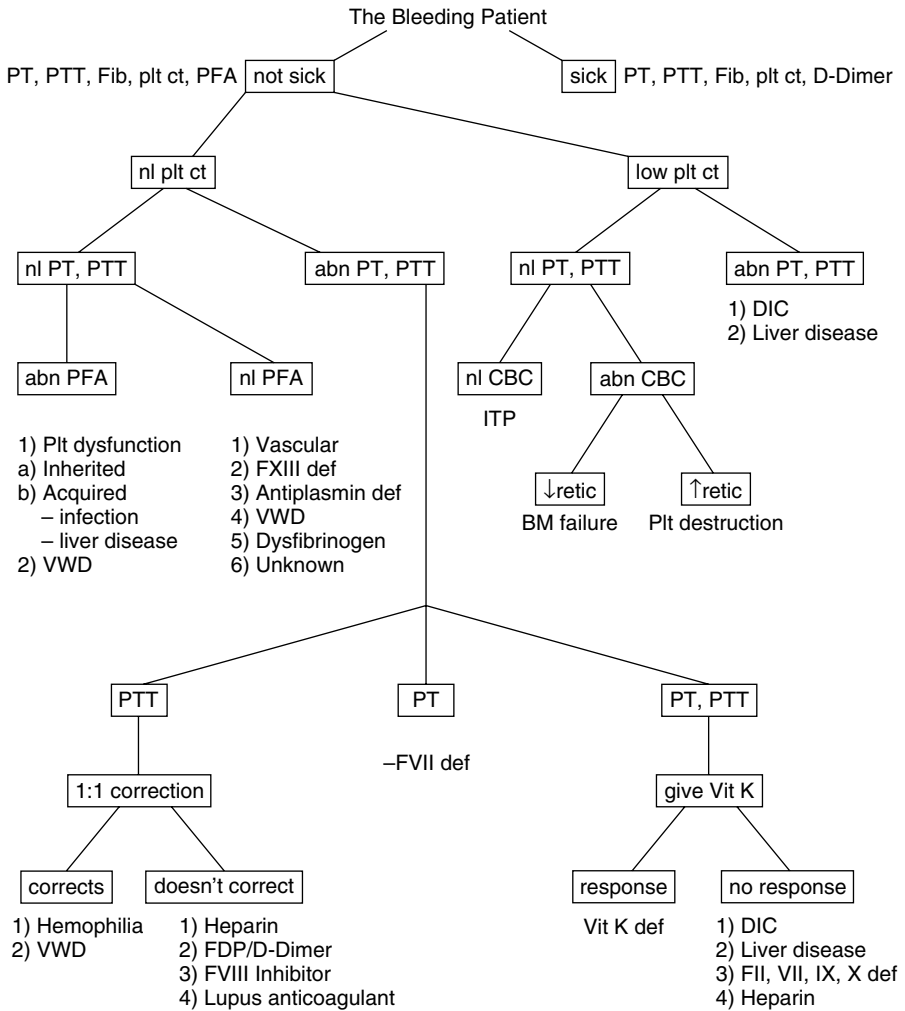 The Bleeding Patient
PT, PTT, Fib, plt ct, PFA
not sick
sick
PT, PTT, Fib, plt ct, D-Dimer
nl plt ct
low plt ct
nl PT, PTT
abn PT, PTT
nl PT, PTT
abn PT, PTT
1) DIC
2) Liver disease
abn PFA
nl PFA
nl CBC
ITP
abn CBC
1) Plt dysfunction
a) Inherited
b) Acquired
– infection
– liver disease
2) VWD
1) Vascular
2) FXIII def
3) Antiplasmin def
4) VWD
5) Dysfibrinogen
6) Unknown
↓retic
BM failure
↑retic
Plt destruction
PTT
PT
PT, PTT
–FVII def
1:1 correction
give Vit K
corrects
doesn't correct
response
no response
1) Hemophilia
2) VWD
1) Heparin
2) FDP/D-Dimer
3) FVIII Inhibitor
4) Lupus anticoagulant
Vit K def
1) DIC
2) Liver disease
3) FII, VII, IX, X def
4) Heparin